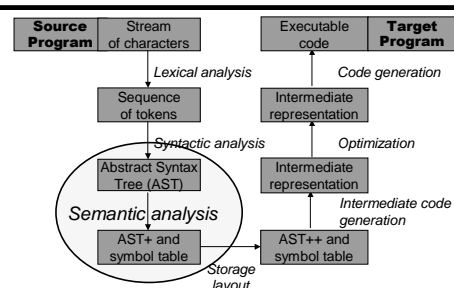 Source
Program
Stream
of characters
Lexical analysis
Sequence
of tokens
Syntactic analysis
Abstract Syntax
Tree (AST)
Semantic analysis
AST+ and
symbol table
Storage
layout
AST++ and
symbol table
Intermediate code
generation
Intermediate
representation
Optimization
Intermediate
representation
Code generation
Executable
code
Target
Program